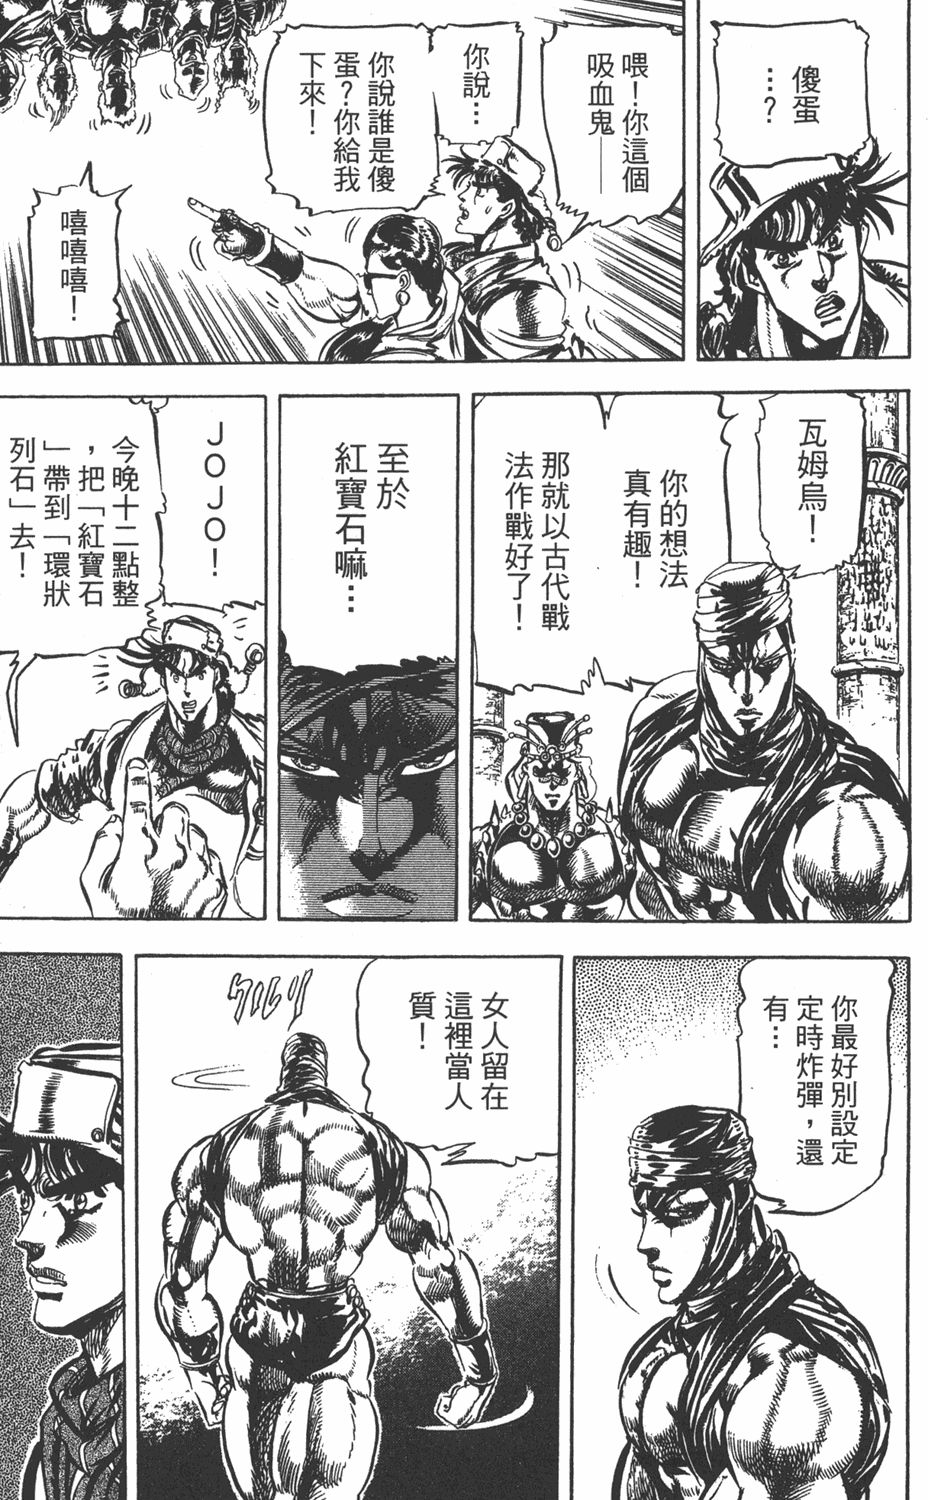 傻蛋
…?
喂！你這個
吸血鬼——
你說…
你說誰是傻
蛋？你給我
下來！
嘻嘻嘻！
瓦姆烏！
你的想法
真有趣！
那就以古代戰
法作戰好了！
至於
紅寶石嘛…
ＪＯＪＯ！
今晚十二點整
，把「紅寶石
」帶到「環狀
列石」去！
你最好別設定
定時炸彈，還
有…
女人留在
這裡當人
質！
クルリ